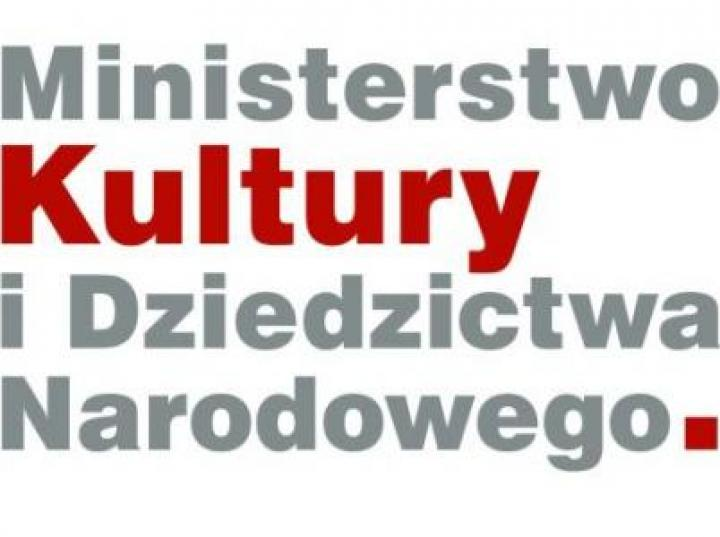 Ministerstwo
Kultury
i Dziedzictwa
Narodowego.